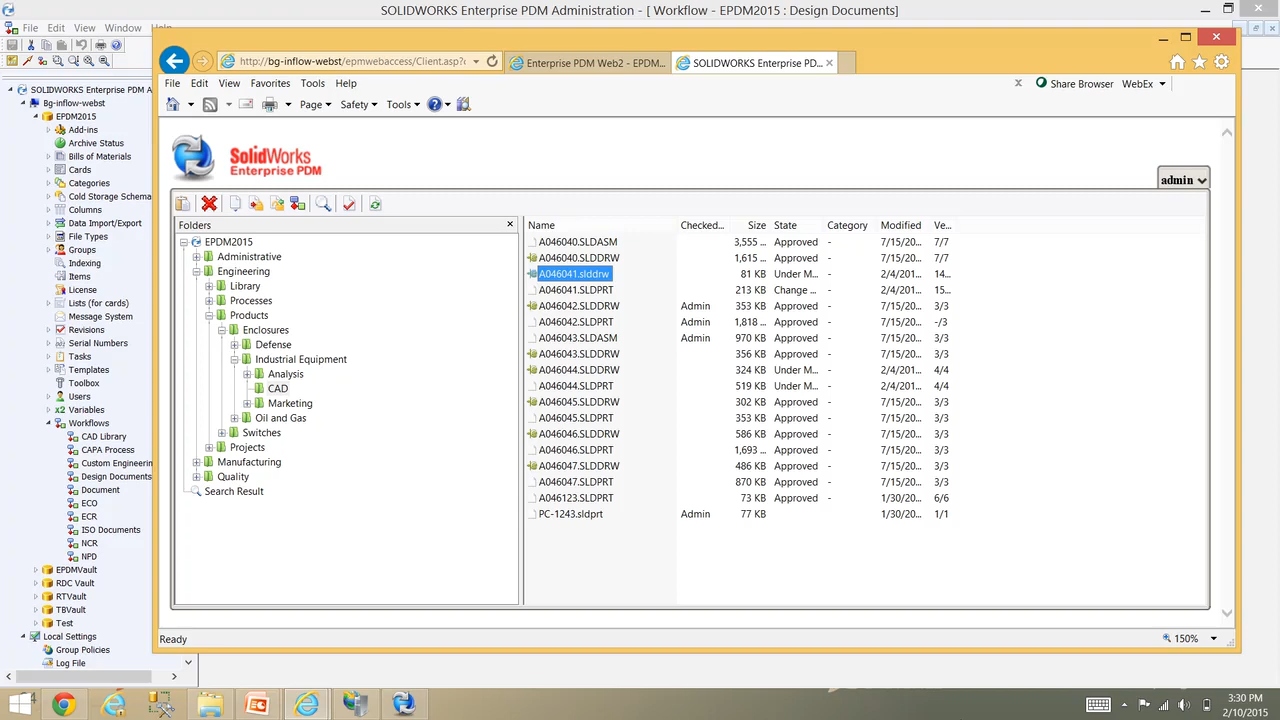 SOLIDWORKS Enterprise PDM Administration - [ Workflow - EPDM2015 : Design Documents]
File Edit View Window Help
SOLIDWORKS Enterprise PDM A
Bg-inflow-webst
EPDM2015
Add-ins
Archive Status
Bills of Materials
Cards
Categories
Cold Storage Schema
Columns
Data Import/Export
File Types
Groups
Indexing
Items
License
Lists (for cards)
Message System
Revisions
Serial Numbers
Tasks
Templates
Toolbox
Users
Variables
Workflows
CAD Library
CAPA Process
Custom Engineerin
Design Documents
Document
ECO
ECR
ISO Documents
NCR
NPD
EPDMVault
RDC Vault
RTVault
TBVault
Test
Local Settings
Group Policies
Log File
http://bg-inflow-webst/epmwebaccess/Client.asp?
Enterprise PDM Web2 - EPDM...
SOLIDWORKS Enterprise PD...
File Edit View Favorites Tools Help
x Share Browser WebEx
Page Safety Tools
SolidWorks
Enterprise PDM
admin
Folders
EPDM2015
Administrative
Engineering
Library
Processes
Products
Enclosures
Defense
Industrial Equipment
Analysis
CAD
Marketing
Oil and Gas
Switches
Projects
Manufacturing
Quality
Search Result
Name Checked... Size State Category Modified Ve...
A046040.SLDASM 3,555 ... Approved - 7/15/20... 7/7
A046040.SLDDRW 1,615 ... Approved - 7/15/20... 7/7
A046041.slddrw 81 KB Under M... - 2/4/201... 14...
A046041.SLDPRT 213 KB Change ... - 2/4/201... 15...
A046042.SLDDRW Admin 353 KB Approved - 7/15/20... 3/3
A046042.SLDPRT Admin 1,818 ... Approved - 7/15/20... -/3
A046043.SLDASM Admin 970 KB Approved - 7/15/20... 3/3
A046043.SLDDRW 356 KB Approved - 7/15/20... 3/3
A046044.SLDDRW 324 KB Under M... - 2/4/201... 4/4
A046044.SLDPRT 519 KB Under M... - 2/4/201... 4/4
A046045.SLDDRW 302 KB Approved - 7/15/20... 3/3
A046045.SLDPRT 353 KB Approved - 7/15/20... 3/3
A046046.SLDDRW 586 KB Approved - 7/15/20... 3/3
A046046.SLDPRT 1,693 ... Approved - 7/15/20... 3/3
A046047.SLDDRW 486 KB Approved - 7/15/20... 3/3
A046047.SLDPRT 870 KB Approved - 7/15/20... 3/3
A046123.SLDPRT 73 KB Approved - 1/30/20... 6/6
PC-1243.sldprt Admin 77 KB 1/30/20... 1/1
Ready
150%
3:30 PM
2/10/2015